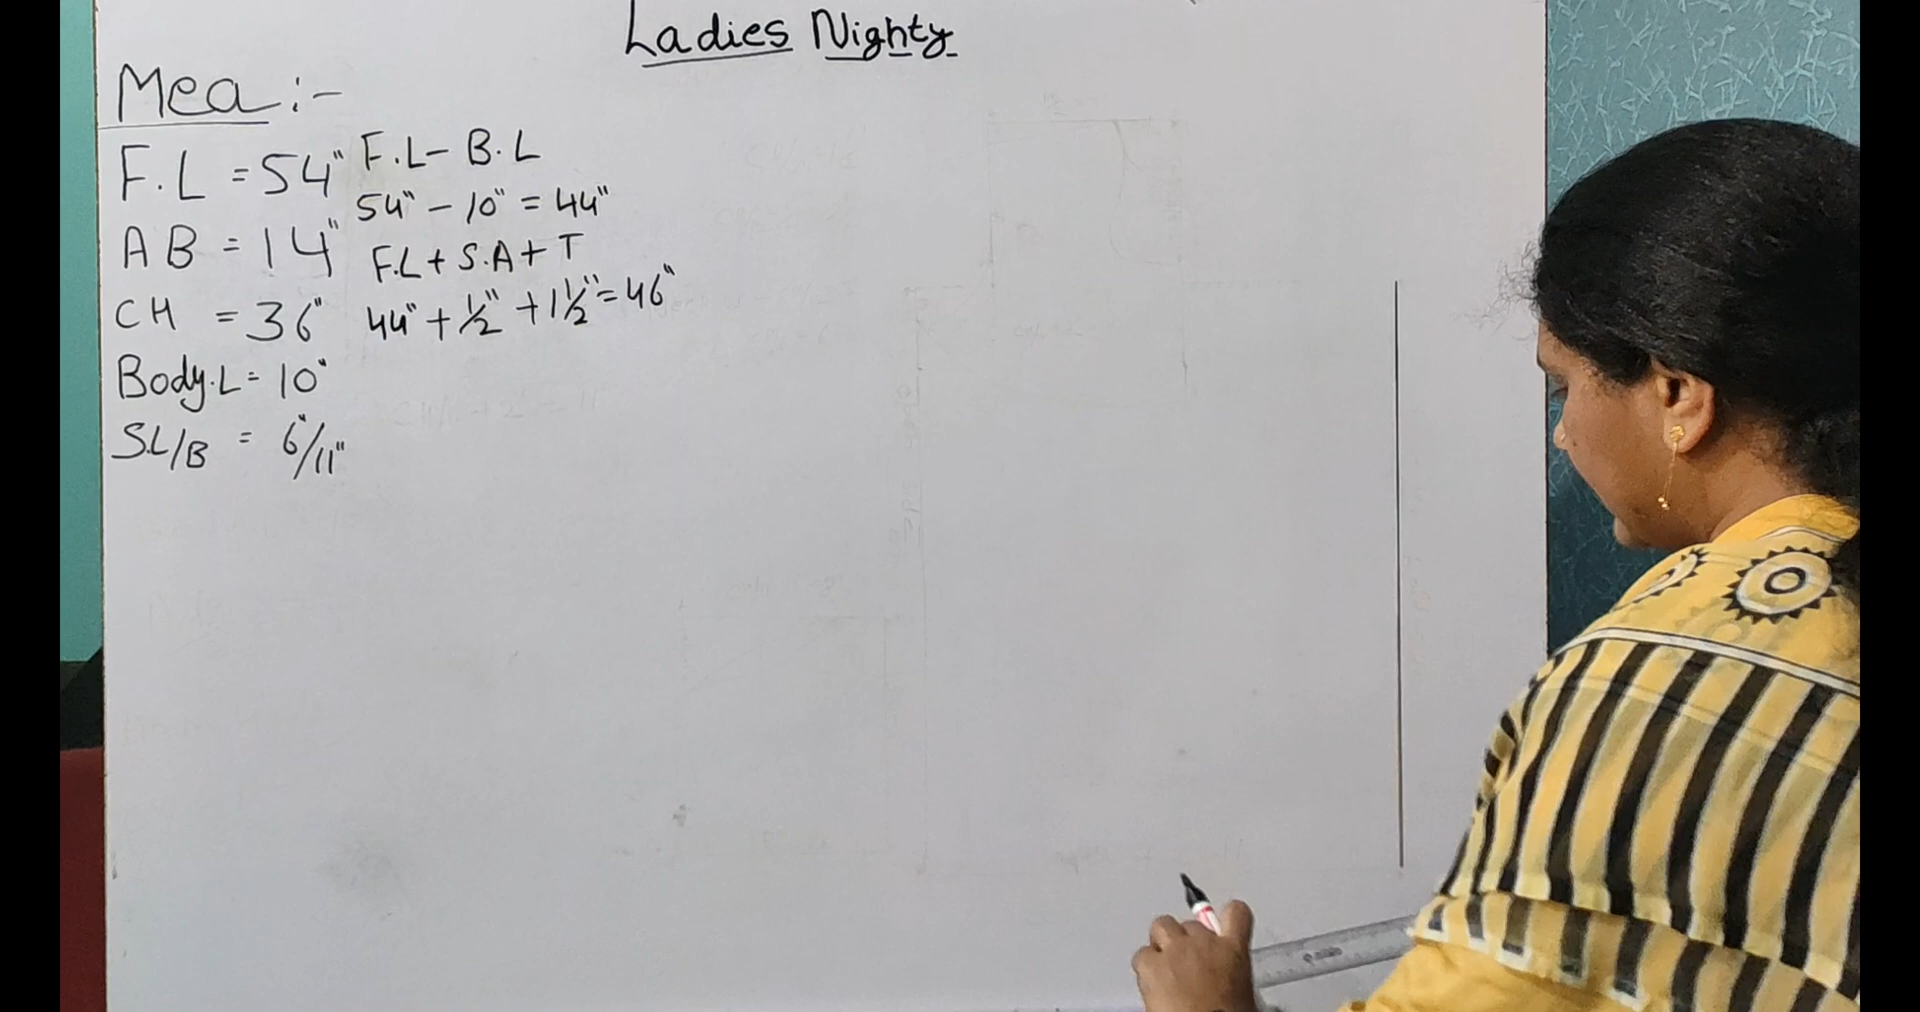 Ladies Nighty
Mea :-
F.L = 54"
AB = 14"
CH = 36"
Body.L = 10"
S.L/B = 6"/11"
F.L - B.L
54" - 10" = 44"
F.L + S.A + T
44" + 1/2" + 1 1/2" = 46"